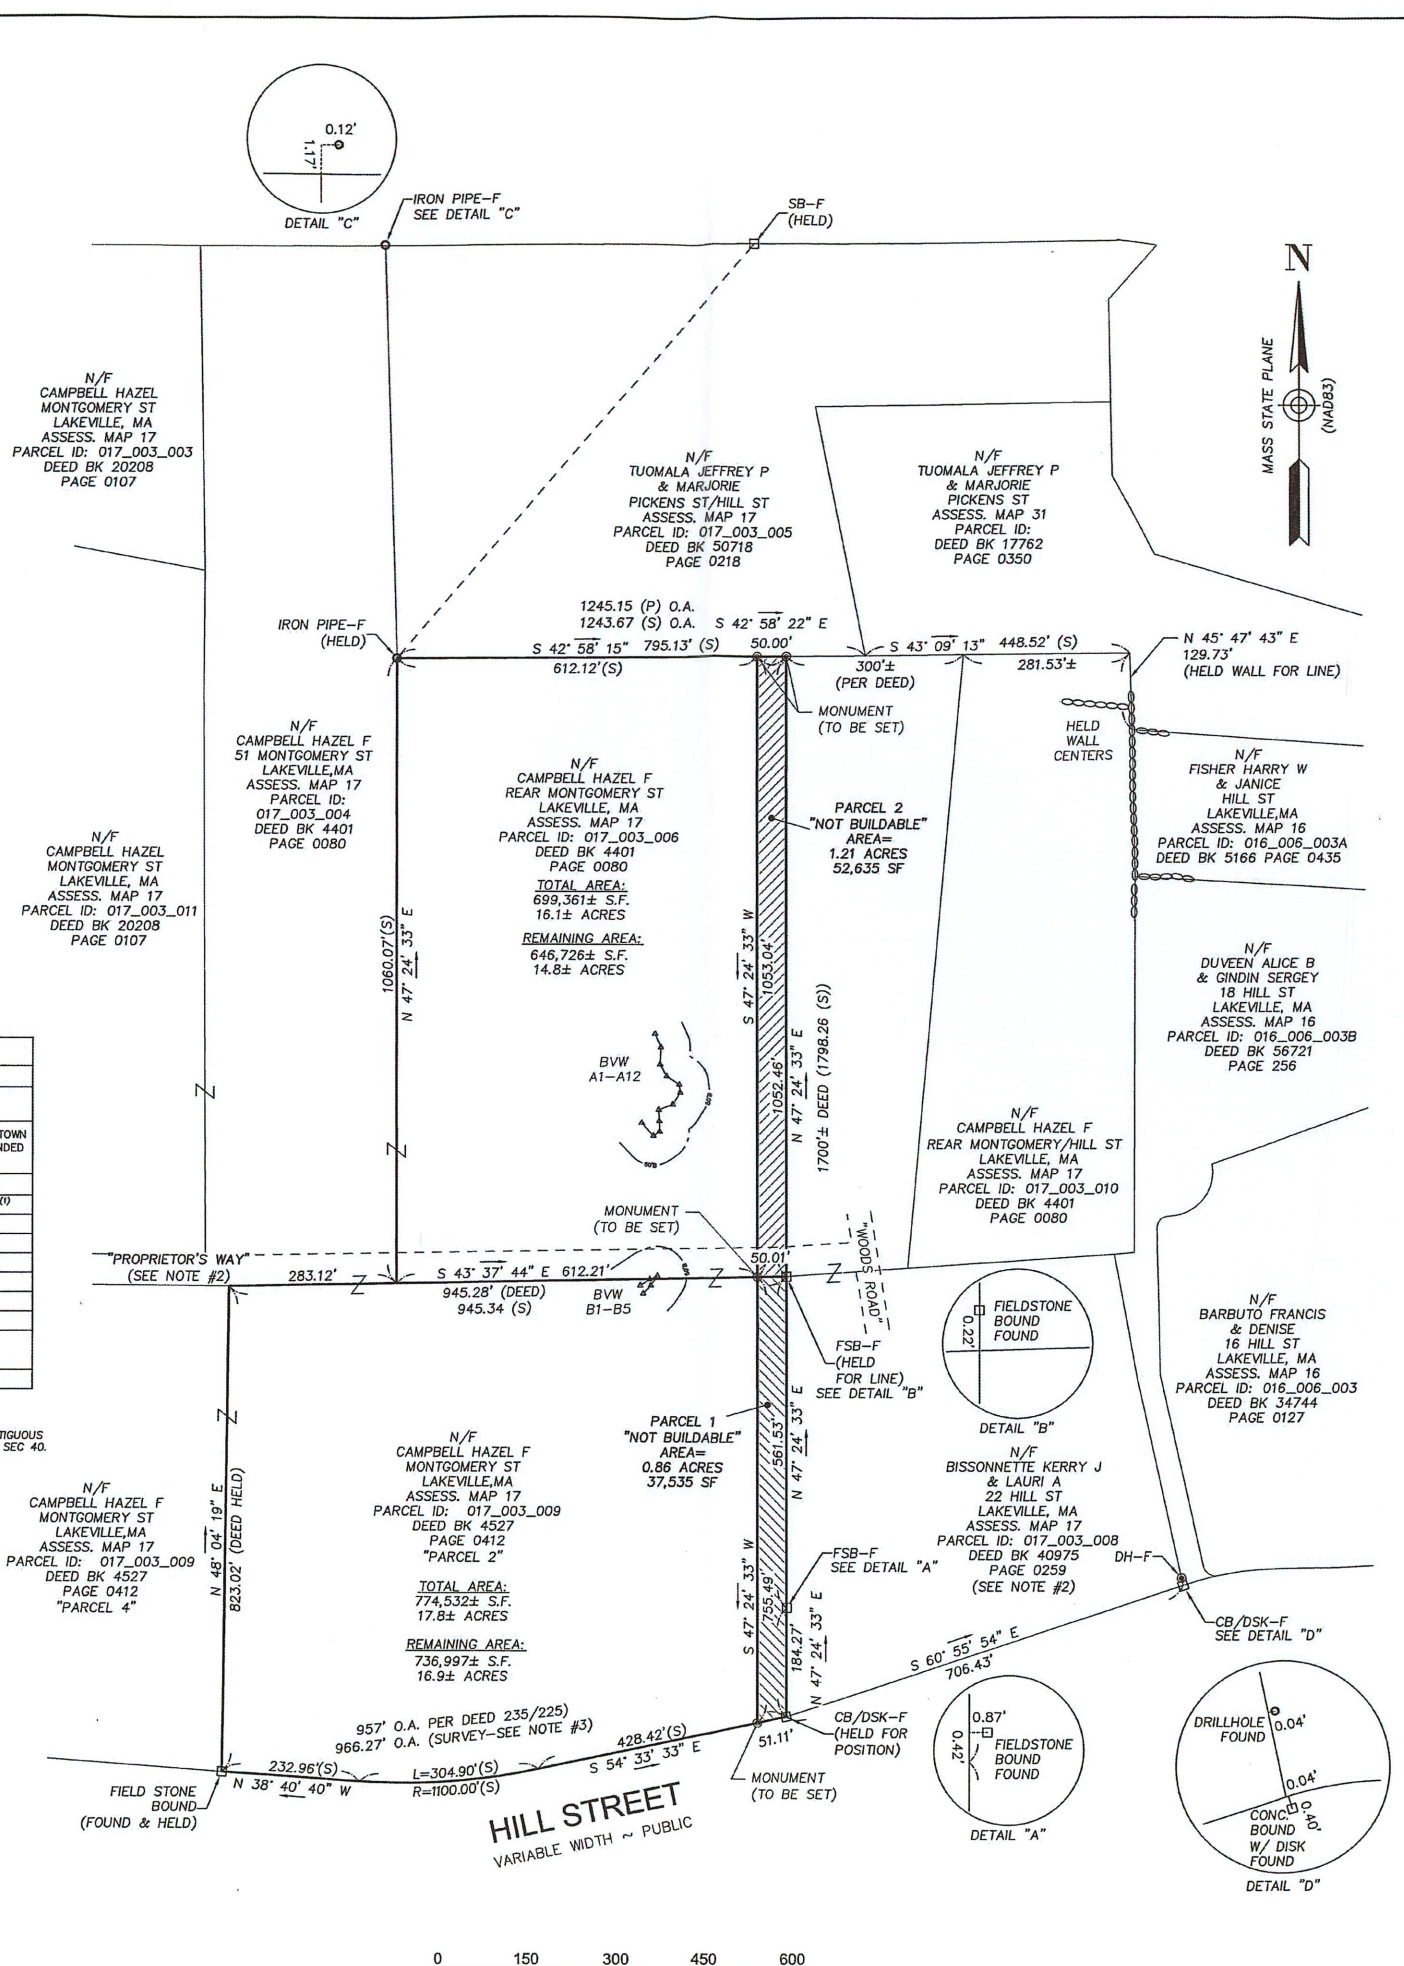 0.12'
1.17'
DETAIL "C"
IRON PIPE-F
SEE DETAIL "C"
SB-F
(HELD)
N
MASS STATE PLANE
(NAD83)
N/F
CAMPBELL HAZEL
MONTGOMERY ST
LAKEVILLE, MA
ASSESS. MAP 17
PARCEL ID: 017_003_003
DEED BK 20208
PAGE 0107
N/F
TUOMALA JEFFREY P
& MARJORIE
PICKENS ST/HILL ST
ASSESS. MAP 17
PARCEL ID: 017_003_005
DEED BK 50718
PAGE 0218
N/F
TUOMALA JEFFREY P
& MARJORIE
PICKENS ST
ASSESS. MAP 31
PARCEL ID:
DEED BK 17762
PAGE 0350
IRON PIPE-F
(HELD)
1245.15 (P) O.A.
1243.67 (S) O.A.
S 42° 58' 22" E
S 42° 58' 15" 795.13' (S)
50.00'
612.12'(S)
S 43° 09' 13" 448.52' (S)
300'±
(PER DEED)
281.53'±
N 45° 47' 43" E
129.73'
(HELD WALL FOR LINE)
MONUMENT
(TO BE SET)
HELD
WALL
CENTERS
N/F
CAMPBELL HAZEL F
51 MONTGOMERY ST
LAKEVILLE,MA
ASSESS. MAP 17
PARCEL ID:
017_003_004
DEED BK 4401
PAGE 0080
N/F
CAMPBELL HAZEL F
REAR MONTGOMERY ST
LAKEVILLE, MA
ASSESS. MAP 17
PARCEL ID: 017_003_006
DEED BK 4401
PAGE 0080
TOTAL AREA:
699,361± S.F.
16.1± ACRES
REMAINING AREA:
646,726± S.F.
14.8± ACRES
PARCEL 2
"NOT BUILDABLE"
AREA=
1.21 ACRES
52,635 SF
N/F
FISHER HARRY W
& JANICE
HILL ST
LAKEVILLE,MA
ASSESS. MAP 16
PARCEL ID: 016_006_003A
DEED BK 5166 PAGE 0435
N/F
CAMPBELL HAZEL
MONTGOMERY ST
LAKEVILLE, MA
ASSESS. MAP 17
PARCEL ID: 017_003_011
DEED BK 20208
PAGE 0107
1060.07'(S)
N 47° 24' 33" E
S 47° 24' 33" W
1053.04'
1052.46'
N 47° 24' 33" E
1700'± DEED (1798.26 (S))
N/F
DUVEEN ALICE B
& GINDIN SERGEY
18 HILL ST
LAKEVILLE, MA
ASSESS. MAP 16
PARCEL ID: 016_006_003B
DEED BK 56721
PAGE 256
BVW
A1-A12
N/F
CAMPBELL HAZEL F
REAR MONTGOMERY/HILL ST
LAKEVILLE, MA
ASSESS. MAP 17
PARCEL ID: 017_003_010
DEED BK 4401
PAGE 0080
TOWN
NDED
(1)
MONUMENT
(TO BE SET)
"PROPRIETOR'S WAY"
(SEE NOTE #2)
283.12'
S 43° 37' 44" E 612.21'
945.28' (DEED)
945.34 (S)
BVW
B1-B5
50.01'
"WOODS ROAD"
FSB-F
(HELD
FOR LINE)
SEE DETAIL "B"
0.22'
FIELDSTONE
BOUND
FOUND
DETAIL "B"
N/F
BARBUTO FRANCIS
& DENISE
16 HILL ST
LAKEVILLE, MA
ASSESS. MAP 16
PARCEL ID: 016_006_003
DEED BK 34744
PAGE 0127
TIGUOUS
SEC 40.
N/F
CAMPBELL HAZEL F
MONTGOMERY ST
LAKEVILLE,MA
ASSESS. MAP 17
PARCEL ID: 017_003_009
DEED BK 4527
PAGE 0412
"PARCEL 4"
N 48° 04' 19" E
823.02' (DEED HELD)
N/F
CAMPBELL HAZEL F
MONTGOMERY ST
LAKEVILLE,MA
ASSESS. MAP 17
PARCEL ID: 017_003_009
DEED BK 4527
PAGE 0412
"PARCEL 2"
TOTAL AREA:
774,532± S.F.
17.8± ACRES
REMAINING AREA:
736,997± S.F.
16.9± ACRES
PARCEL 1
"NOT BUILDABLE"
AREA=
0.86 ACRES
37,535 SF
561.53'
N 47° 24' 33" E
S 47° 24' 33" W
755.49'
184.27'
N 47° 24' 33" E
N/F
BISSONNETTE KERRY J
& LAURI A
22 HILL ST
LAKEVILLE, MA
ASSESS. MAP 17
PARCEL ID: 017_003_008
DEED BK 40975
PAGE 0259
(SEE NOTE #2)
FSB-F
SEE DETAIL "A"
DH-F
CB/DSK-F
SEE DETAIL "D"
S 60° 55' 54" E
706.43'
957' O.A. PER DEED 235/225)
966.27' O.A. (SURVEY-SEE NOTE #3)
428.42'(S)
S 54° 33' 33" E
51.11'
CB/DSK-F
(HELD FOR
POSITION)
MONUMENT
(TO BE SET)
232.96'(S)
N 38° 40' 40" W
L=304.90'(S)
R=1100.00'(S)
FIELD STONE
BOUND
(FOUND & HELD)
HILL STREET
VARIABLE WIDTH ~ PUBLIC
0.87'
0.42'
FIELDSTONE
BOUND
FOUND
DETAIL "A"
DRILLHOLE
FOUND
0.04'
0.04'
0.40'
CONC.
BOUND
W/ DISK
FOUND
DETAIL "D"
0 150 300 450 600